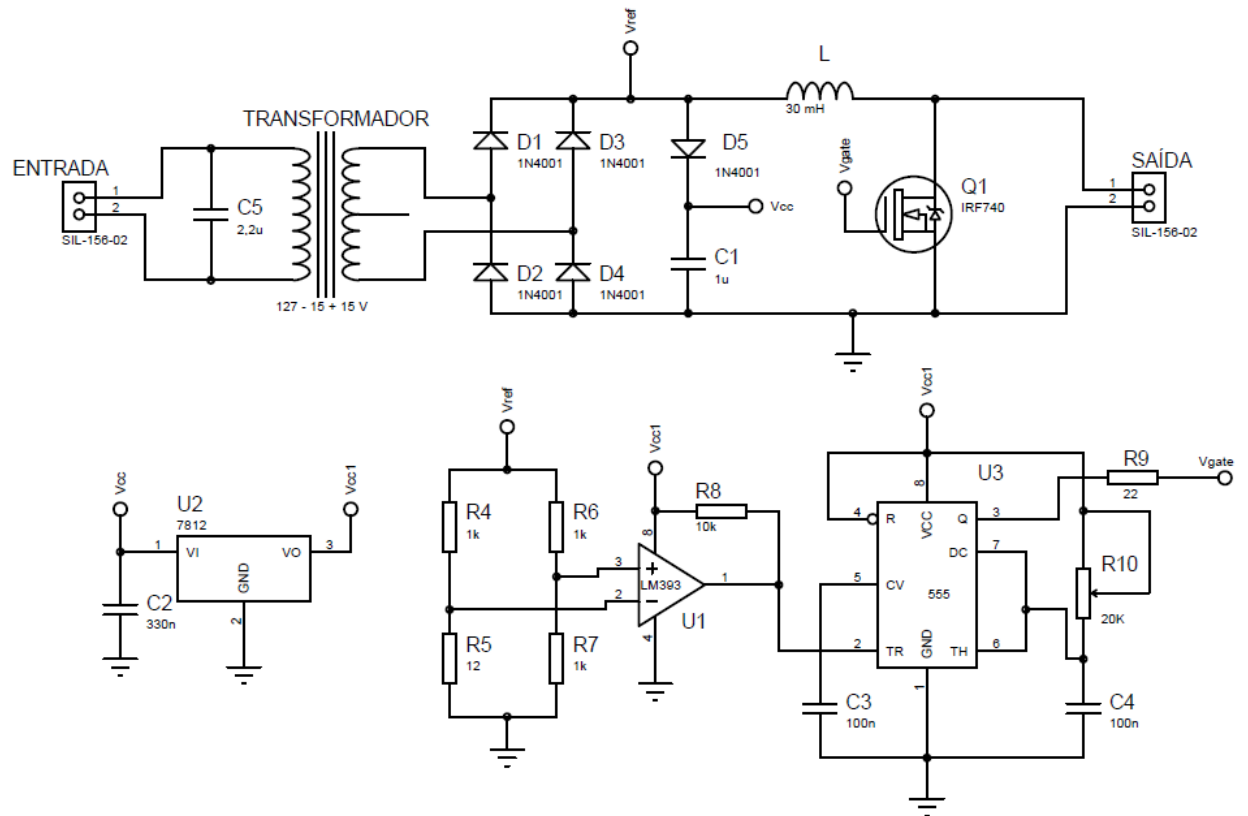 Vref
L
30 mH
TRANSFORMADOR
127 - 15 + 15 V
ENTRADA
1
2
SIL-156-02
C5
2,2u
D1
1N4001
D3
1N4001
D2
1N4001
D4
1N4001
D5
1N4001
Vcc
C1
1u
Vgate
Q1
IRF740
SAÍDA
1
2
SIL-156-02
Vcc
U2
7812
1
VI
VO
3
GND
2
Vcc1
C2
330n
Vref
R4
1k
R6
1k
R5
12
R7
1k
Vcc1
R8
10k
8
3
+
2
−
LM393
1
4
U1
Vcc1
U3
8
4
R
VCC
Q
3
DC
7
5
CV
555
2
TR
GND
TH
6
1
R9
22
Vgate
R10
20K
C3
100n
C4
100n